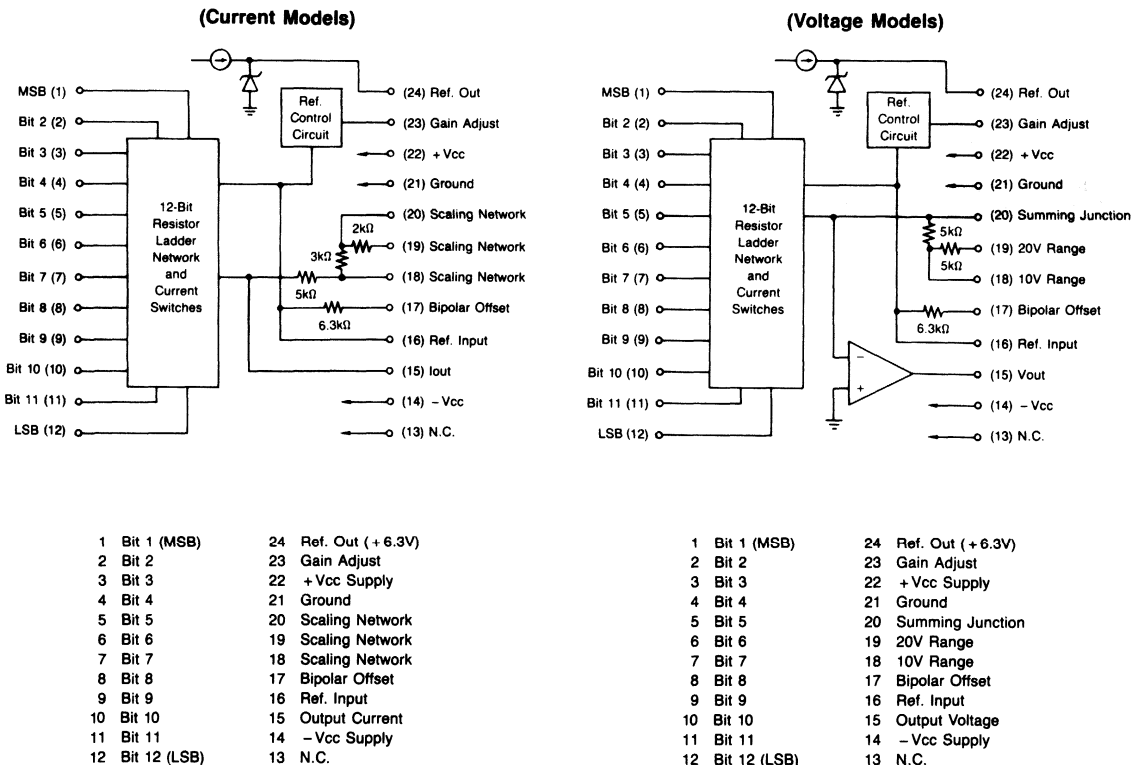 (Current Models)
MSB (1)
Bit 2 (2)
Bit 3 (3)
Bit 4 (4)
Bit 5 (5)
Bit 6 (6)
Bit 7 (7)
Bit 8 (8)
Bit 9 (9)
Bit 10 (10)
Bit 11 (11)
LSB (12)
12-Bit
Resistor
Ladder
Network
and
Current
Switches
Ref.
Control
Circuit
(24) Ref. Out
(23) Gain Adjust
(22) + Vcc
(21) Ground
(20) Scaling Network
2kΩ
(19) Scaling Network
3kΩ
(18) Scaling Network
5kΩ
(17) Bipolar Offset
6.3kΩ
(16) Ref. Input
(15) Iout
(14) – Vcc
(13) N.C.
(Voltage Models)
MSB (1)
Bit 2 (2)
Bit 3 (3)
Bit 4 (4)
Bit 5 (5)
Bit 6 (6)
Bit 7 (7)
Bit 8 (8)
Bit 9 (9)
Bit 10 (10)
Bit 11 (11)
LSB (12)
12-Bit
Resistor
Ladder
Network
and
Current
Switches
Ref.
Control
Circuit
(24) Ref. Out
(23) Gain Adjust
(22) + Vcc
(21) Ground
(20) Summing Junction
5kΩ
(19) 20V Range
5kΩ
(18) 10V Range
(17) Bipolar Offset
6.3kΩ
(16) Ref. Input
–
+
(15) Vout
(14) – Vcc
(13) N.C.
1 Bit 1 (MSB) 24 Ref. Out (+6.3V)
2 Bit 2 23 Gain Adjust
3 Bit 3 22 +Vcc Supply
4 Bit 4 21 Ground
5 Bit 5 20 Scaling Network
6 Bit 6 19 Scaling Network
7 Bit 7 18 Scaling Network
8 Bit 8 17 Bipolar Offset
9 Bit 9 16 Ref. Input
10 Bit 10 15 Output Current
11 Bit 11 14 –Vcc Supply
12 Bit 12 (LSB) 13 N.C.
1 Bit 1 (MSB) 24 Ref. Out (+6.3V)
2 Bit 2 23 Gain Adjust
3 Bit 3 22 +Vcc Supply
4 Bit 4 21 Ground
5 Bit 5 20 Summing Junction
6 Bit 6 19 20V Range
7 Bit 7 18 10V Range
8 Bit 8 17 Bipolar Offset
9 Bit 9 16 Ref. Input
10 Bit 10 15 Output Voltage
11 Bit 11 14 –Vcc Supply
12 Bit 12 (LSB) 13 N.C.